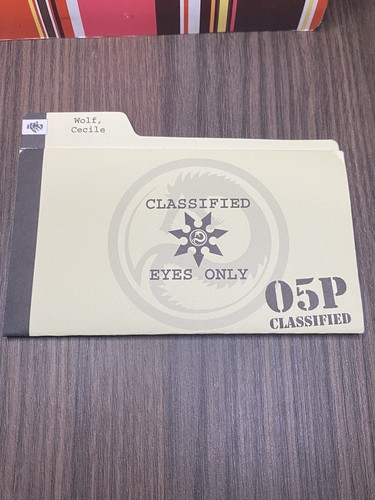 Wolf,
Cecile
CLASSIFIED
EYES ONLY
05P
CLASSIFIED